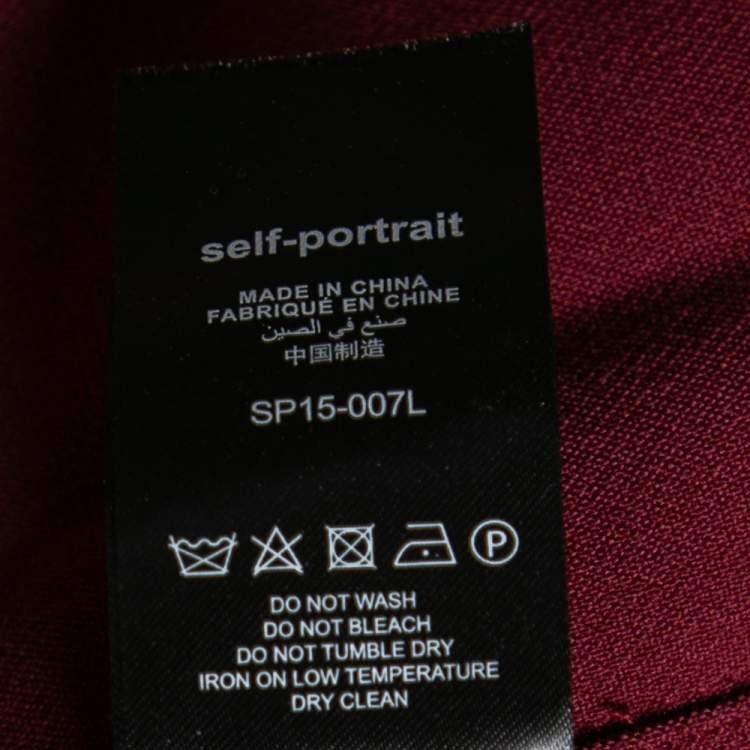 self-portrait
MADE IN CHINA
FABRIQUÉ EN CHINE
صنع في الصين
中国制造
SP15-007L
P
DO NOT WASH
DO NOT BLEACH
DO NOT TUMBLE DRY
IRON ON LOW TEMPERATURE
DRY CLEAN